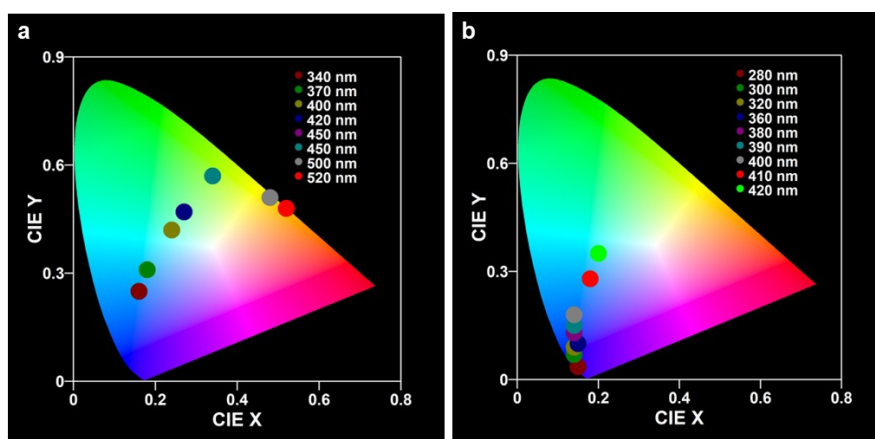 a
0.9
0.6
0.3
0
0
0.2
0.4
0.6
0.8
CIE Y
CIE X
340 nm
370 nm
400 nm
420 nm
450 nm
450 nm
500 nm
520 nm
b
0.9
0.6
0.3
0
0
0.2
0.4
0.6
0.8
CIE Y
CIE X
280 nm
300 nm
320 nm
360 nm
380 nm
390 nm
400 nm
410 nm
420 nm